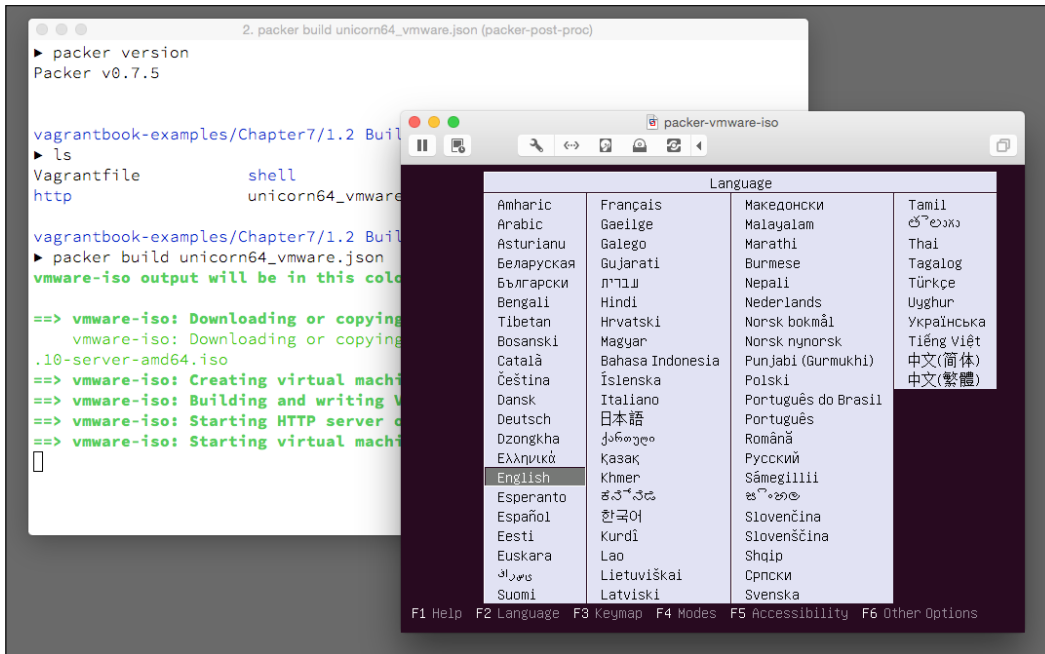 2. packer build unicorn64_vmware.json (packer-post-proc)
▶ packer version
Packer v0.7.5
vagrantbook-examples/Chapter7/1.2 Buil
▶ ls
Vagrantfile shell
http unicorn64_vmware
vagrantbook-examples/Chapter7/1.2 Buil
▶ packer build unicorn64_vmware.json
vmware-iso output will be in this colo
==> vmware-iso: Downloading or copying
vmware-iso: Downloading or copying
.10-server-amd64.iso
==> vmware-iso: Creating virtual machi
==> vmware-iso: Building and writing V
==> vmware-iso: Starting HTTP server o
==> vmware-iso: Starting virtual machi
packer-vmware-iso
Language
Amharic
Arabic
Asturianu
Беларуская
Български
Bengali
Tibetan
Bosanski
Català
Čeština
Dansk
Deutsch
Dzongkha
Ελληνικά
English
Esperanto
Español
Eesti
Euskara
Suomi
Français
Gaeilge
Galego
Gujarati
עברית
Hindi
Hrvatski
Magyar
Bahasa Indonesia
Íslenska
Italiano
日本語
ქართული
Қазақ
Khmer
한국어
Kurdî
Lao
Lietuviškai
Latviski
Македонски
Malayalam
Marathi
Burmese
Nepali
Nederlands
Norsk bokmål
Norsk nynorsk
Punjabi (Gurmukhi)
Polski
Português do Brasil
Português
Română
Русский
Sámegillii
Slovenčina
Slovenščina
Shqip
Српски
Svenska
Tamil
Thai
Tagalog
Türkçe
Uyghur
Українська
Tiếng Việt
中文(简体)
中文(繁體)
F1 Help F2 Language F3 Keymap F4 Modes F5 Accessibility F6 Other Options